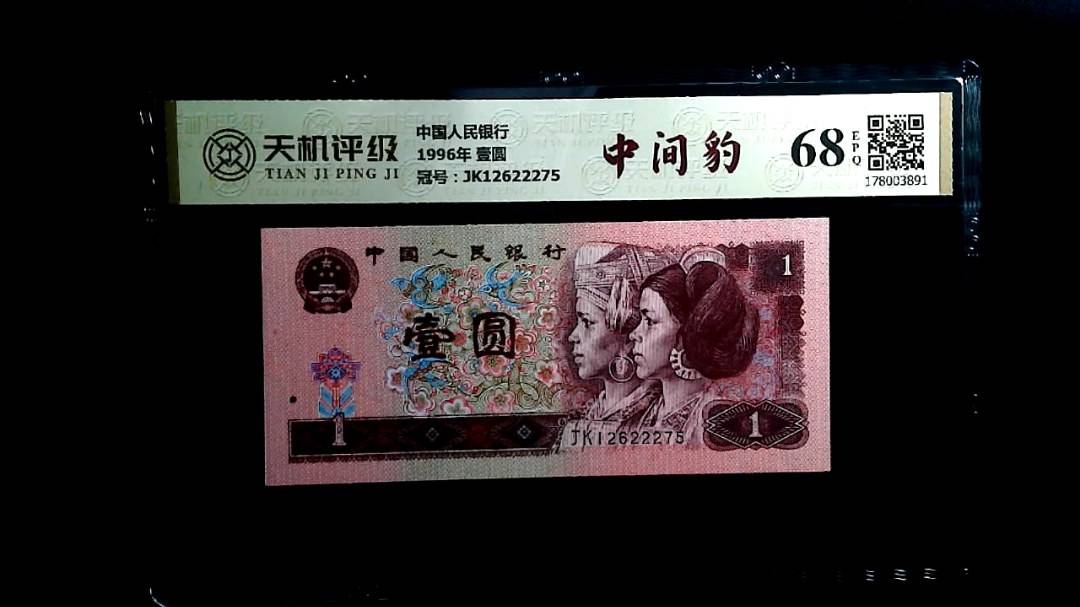 天机评级
TIAN JI PING JI
中国人民银行
1996年 壹圆
冠号：JK12622275
中间豹
68
EPQ
178003891
中国人民银行
1
壹圆
1
JK12622275
1